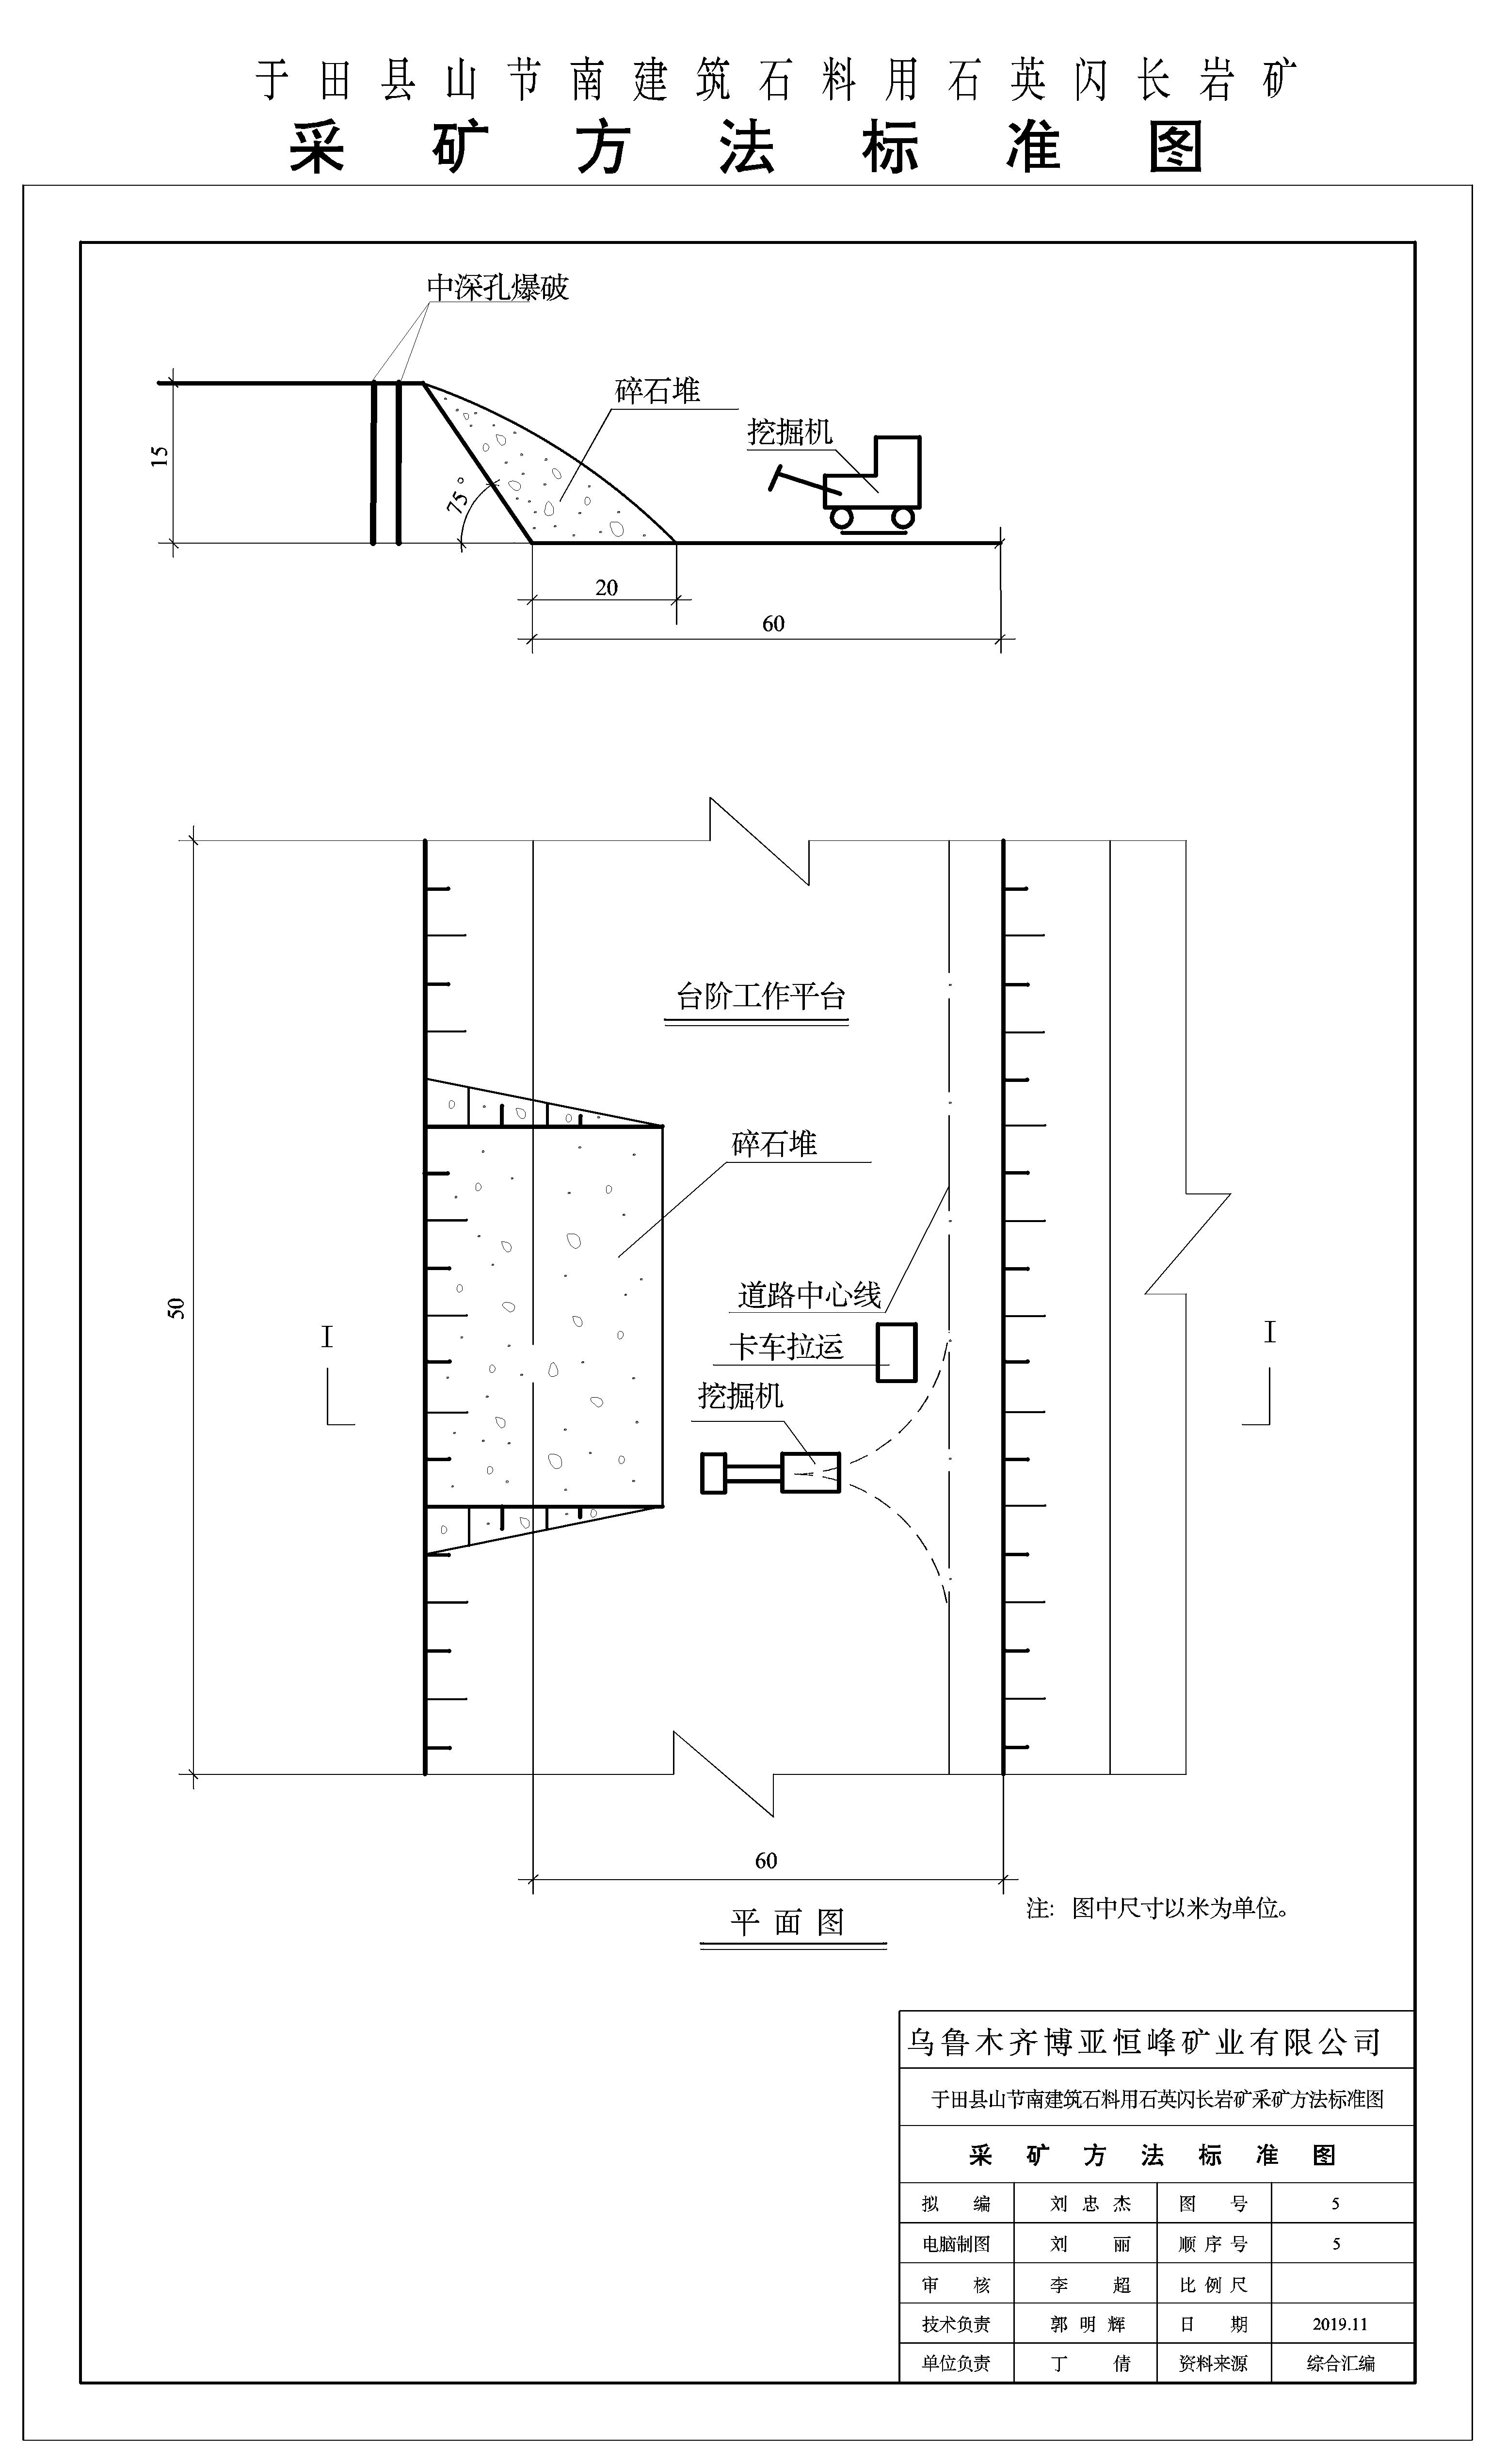 于田县山节南建筑石料用石英闪长岩矿
采矿方法标准图
中深孔爆破
碎石堆
挖掘机
15
75°
20
60
台阶工作平台
碎石堆
道路中心线
50
I
I
卡车拉运
挖掘机
60
平面图
注: 图中尺寸以米为单位。
乌鲁木齐博亚恒峰矿业有限公司
于田县山节南建筑石料用石英闪长岩矿采矿方法标准图
采矿方法标准图
拟编 刘忠杰 图号 5
电脑制图 刘丽 顺序号 5
审核 李超 比例尺
技术负责 郭明辉 日期 2019.11
单位负责 丁倩 资料来源 综合汇编